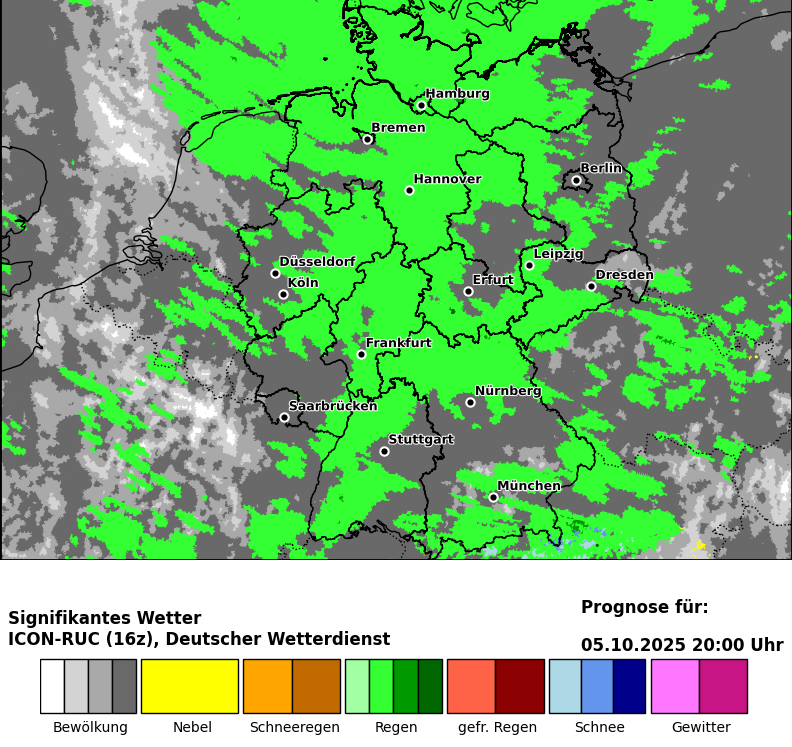 Hamburg
Bremen
Hannover
Berlin
Düsseldorf
Köln
Leipzig
Erfurt
Dresden
Frankfurt
Saarbrücken
Nürnberg
Stuttgart
München
Signifikantes Wetter
ICON-RUC (16z), Deutscher Wetterdienst
Prognose für:
05.10.2025 20:00 Uhr
Bewölkung
Nebel
Schneeregen
Regen
gefr. Regen
Schnee
Gewitter